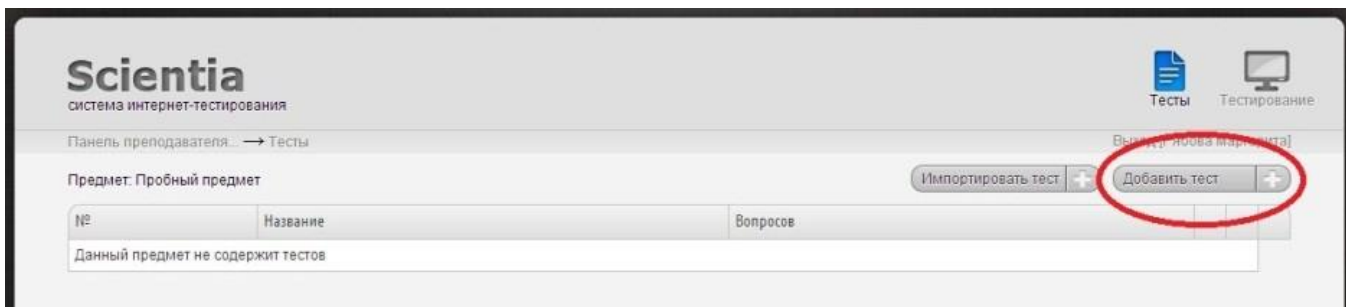 Scientia
система интернет-тестирования
Тесты Тестирование
Панель преподавателя... → Тесты
Выход
Предмет: Пробный предмет
Импортировать тест Добавить тест
№ Название Вопросов
Данный предмет не содержит тестов